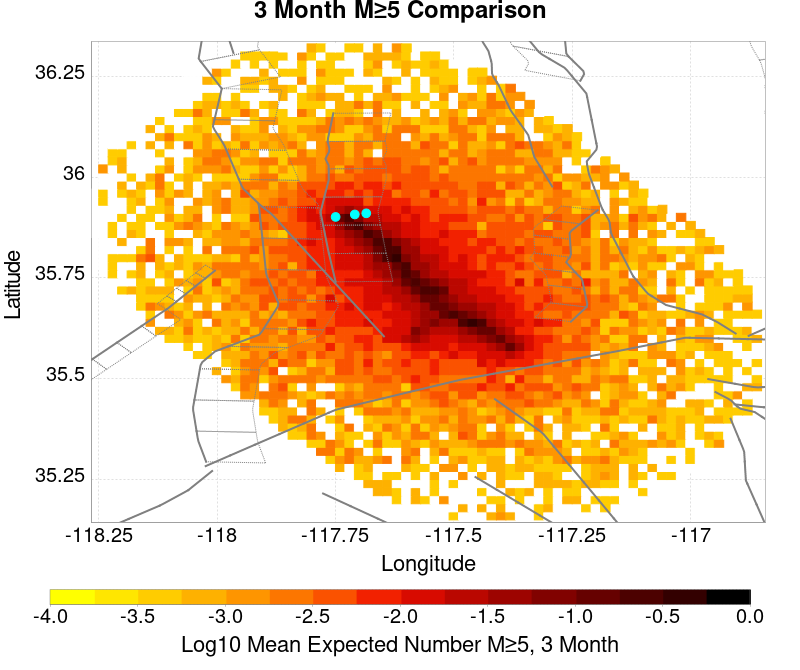 3 Month M≥5 Comparison
36.25
36
35.75
35.5
35.25
Latitude
-118.25 -118 -117.75 -117.5 -117.25 -117
Longitude
-4.0 -3.5 -3.0 -2.5 -2.0 -1.5 -1.0 -0.5 0.0
Log10 Mean Expected Number M≥5, 3 Month